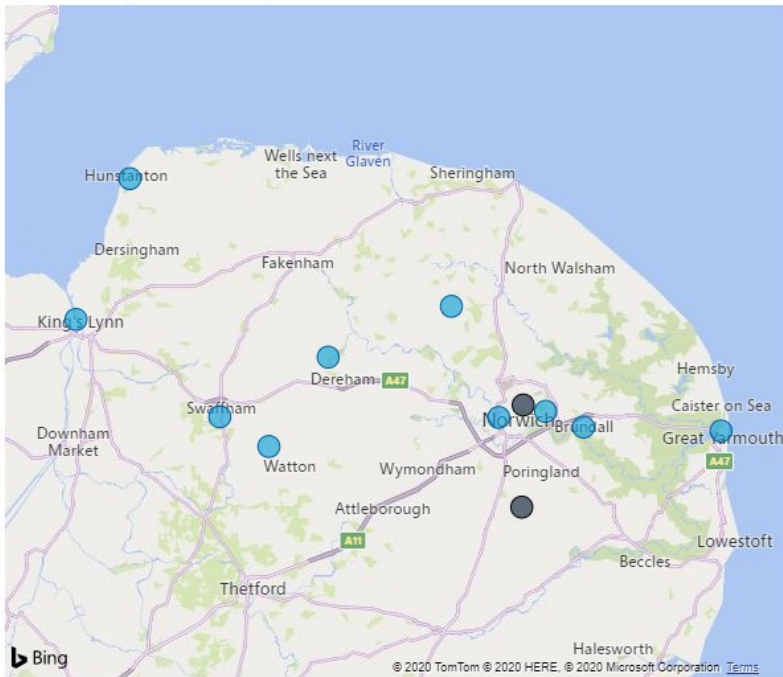 River
Glaven
Wells next
the Sea
Sheringham
Hunstanton
Dersingham
Fakenham
North Walsham
King's Lynn
Hemsby
Dereham
A47
Caister on Sea
Swaffham
Norwich
Brundall
Great Yarmouth
Downham
Market
Watton
Wymondham
Poringland
A47
Attleborough
A11
Lowestoft
Beccles
Thetford
Halesworth
Bing
© 2020 TomTom © 2020 HERE, © 2020 Microsoft Corporation Terms